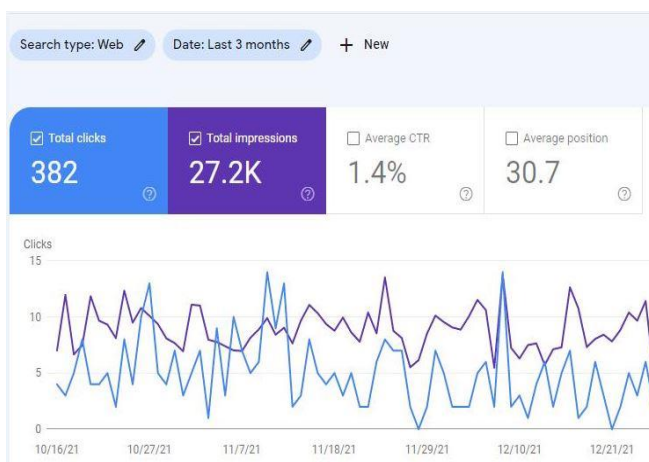 Search type: Web
Date: Last 3 months
+ New
Total clicks
382
Total impressions
27.2K
Average CTR
1.4%
Average position
30.7
Clicks
15
10
5
0
10/16/21 10/27/21 11/7/21 11/18/21 11/29/21 12/10/21 12/21/21